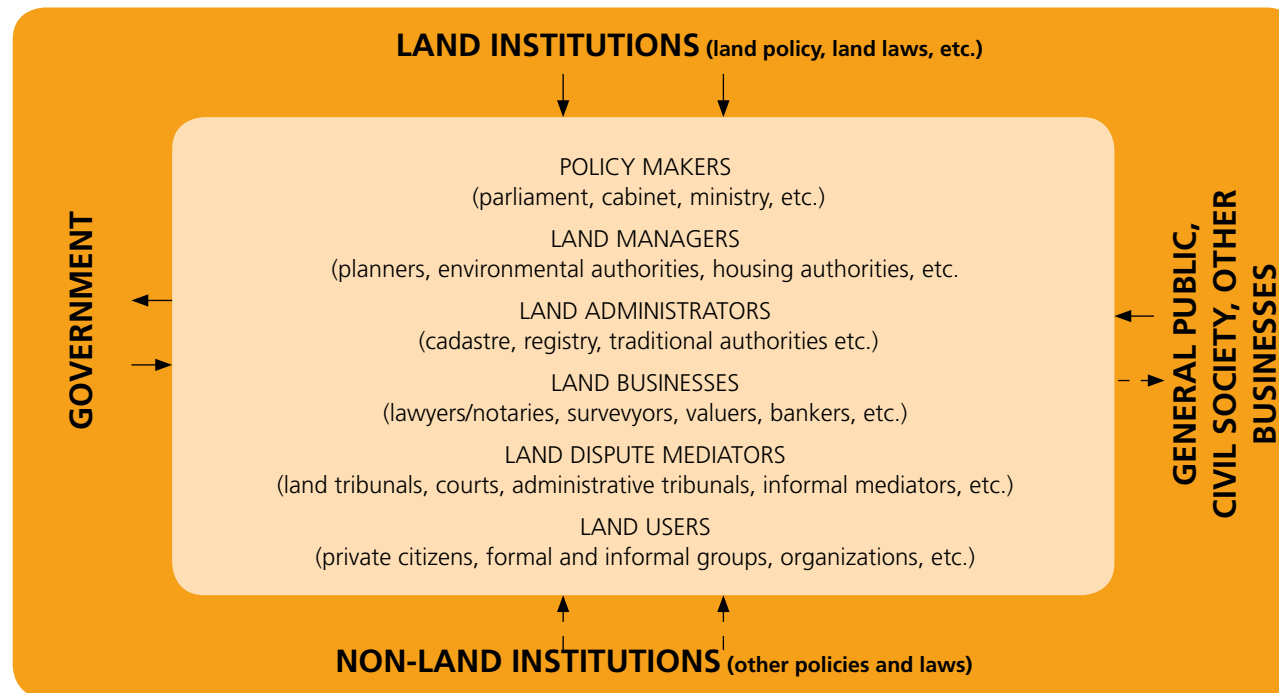 LAND INSTITUTIONS (land policy, land laws, etc.)
GOVERNMENT
POLICY MAKERS
(parliament, cabinet, ministry, etc.)
LAND MANAGERS
(planners, environmental authorities, housing authorities, etc.
LAND ADMINISTRATORS
(cadastre, registry, traditional authorities etc.)
LAND BUSINESSES
(lawyers/notaries, survevyors, valuers, bankers, etc.)
LAND DISPUTE MEDIATORS
(land tribunals, courts, administrative tribunals, informal mediators, etc.)
LAND USERS
(private citizens, formal and informal groups, organizations, etc.)
GENERAL PUBLIC,
CIVIL SOCIETY, OTHER
BUSINESSES
NON-LAND INSTITUTIONS (other policies and laws)